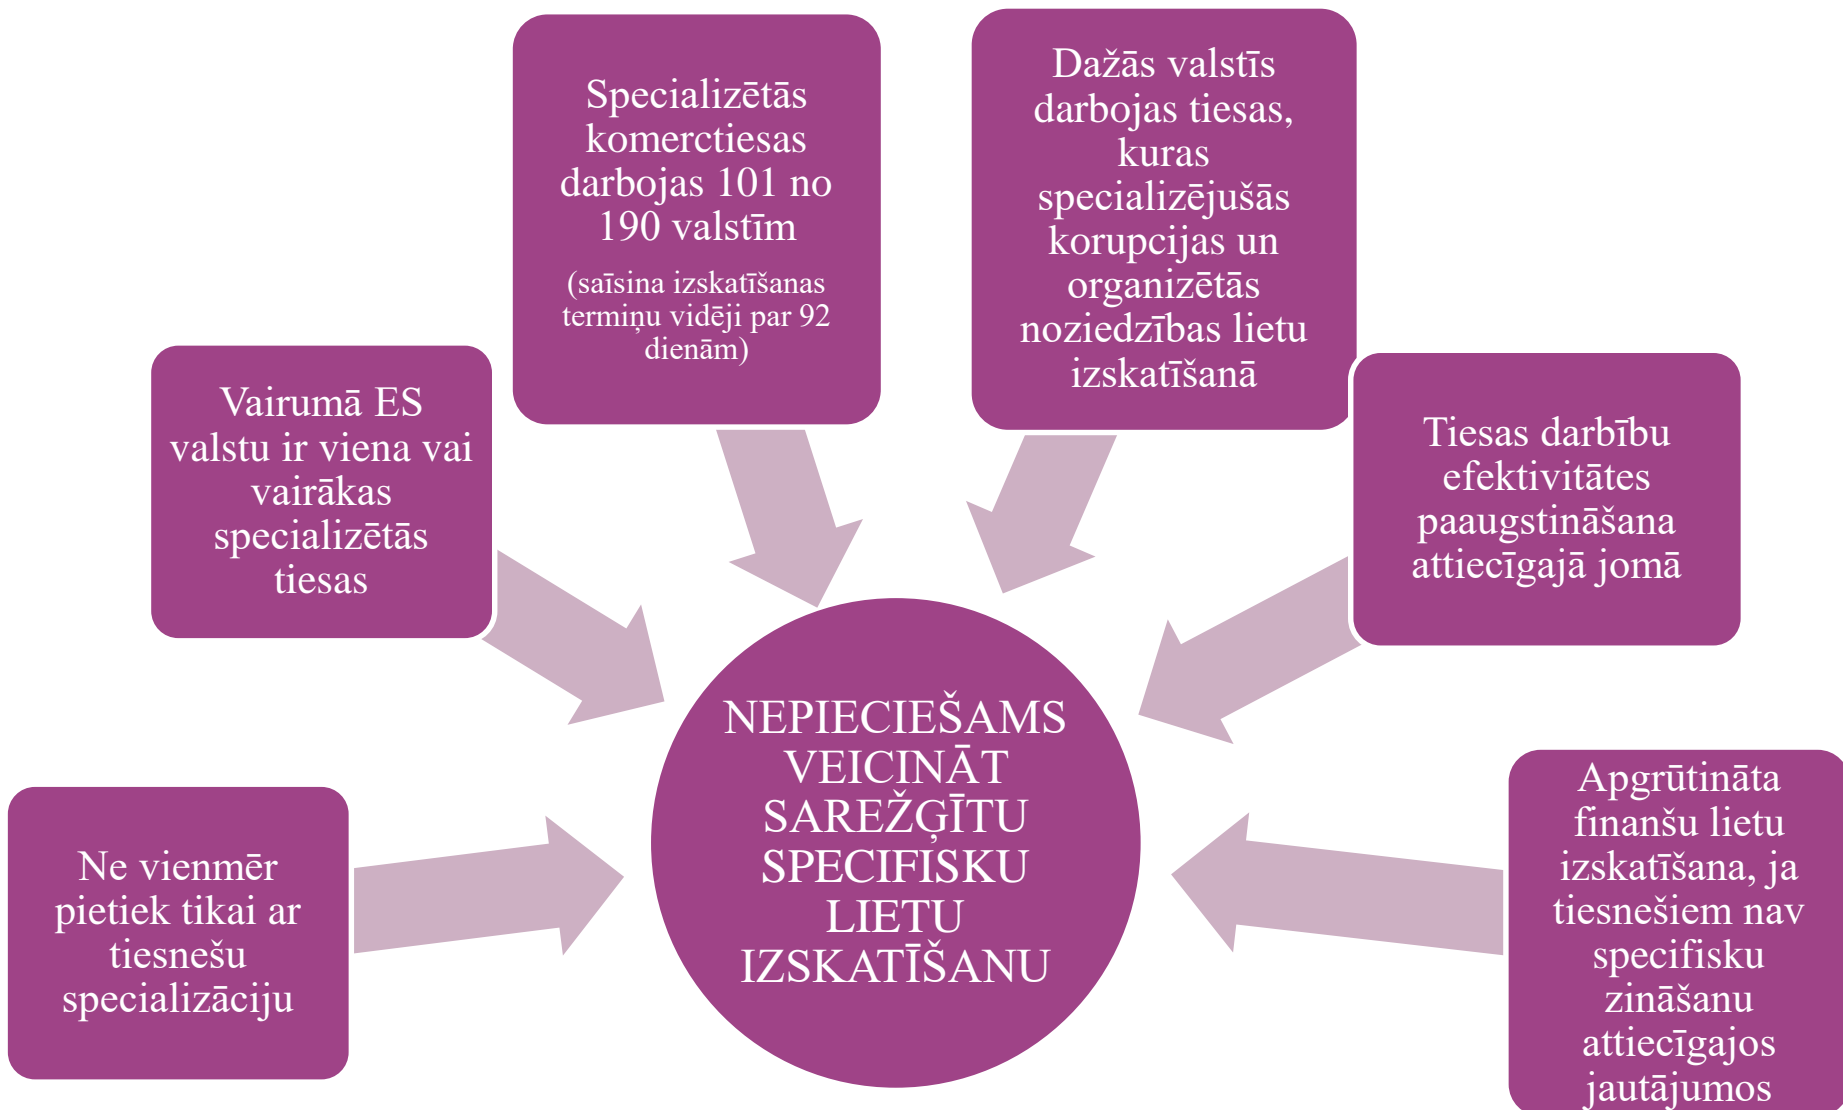 Ne vienmēr
pietiek tikai ar
tiesnešu
specializāciju
Vairumā ES
valstu ir viena vai
vairākas
specializētās
tiesas
Specializētās
komerctiesas
darbojas 101 no
190 valstīm
(saīsina izskatīšanas
termiņu vidēji par 92
dienām)
Dažās valstīs
darbojas tiesas,
kuras
specializējušās
korupcijas un
organizētās
noziedzības lietu
izskatīšanā
Tiesas darbību
efektivitātes
paaugstināšana
attiecīgajā jomā
Apgrūtināta
finanšu lietu
izskatīšana, ja
tiesnešiem nav
specifisku
zināšanu
attiecīgajos
jautājumos
NEPIECIEŠAMS
VEICINĀT
SAREŽĢĪTU
SPECIFISKU
LIETU
IZSKATĪŠANU